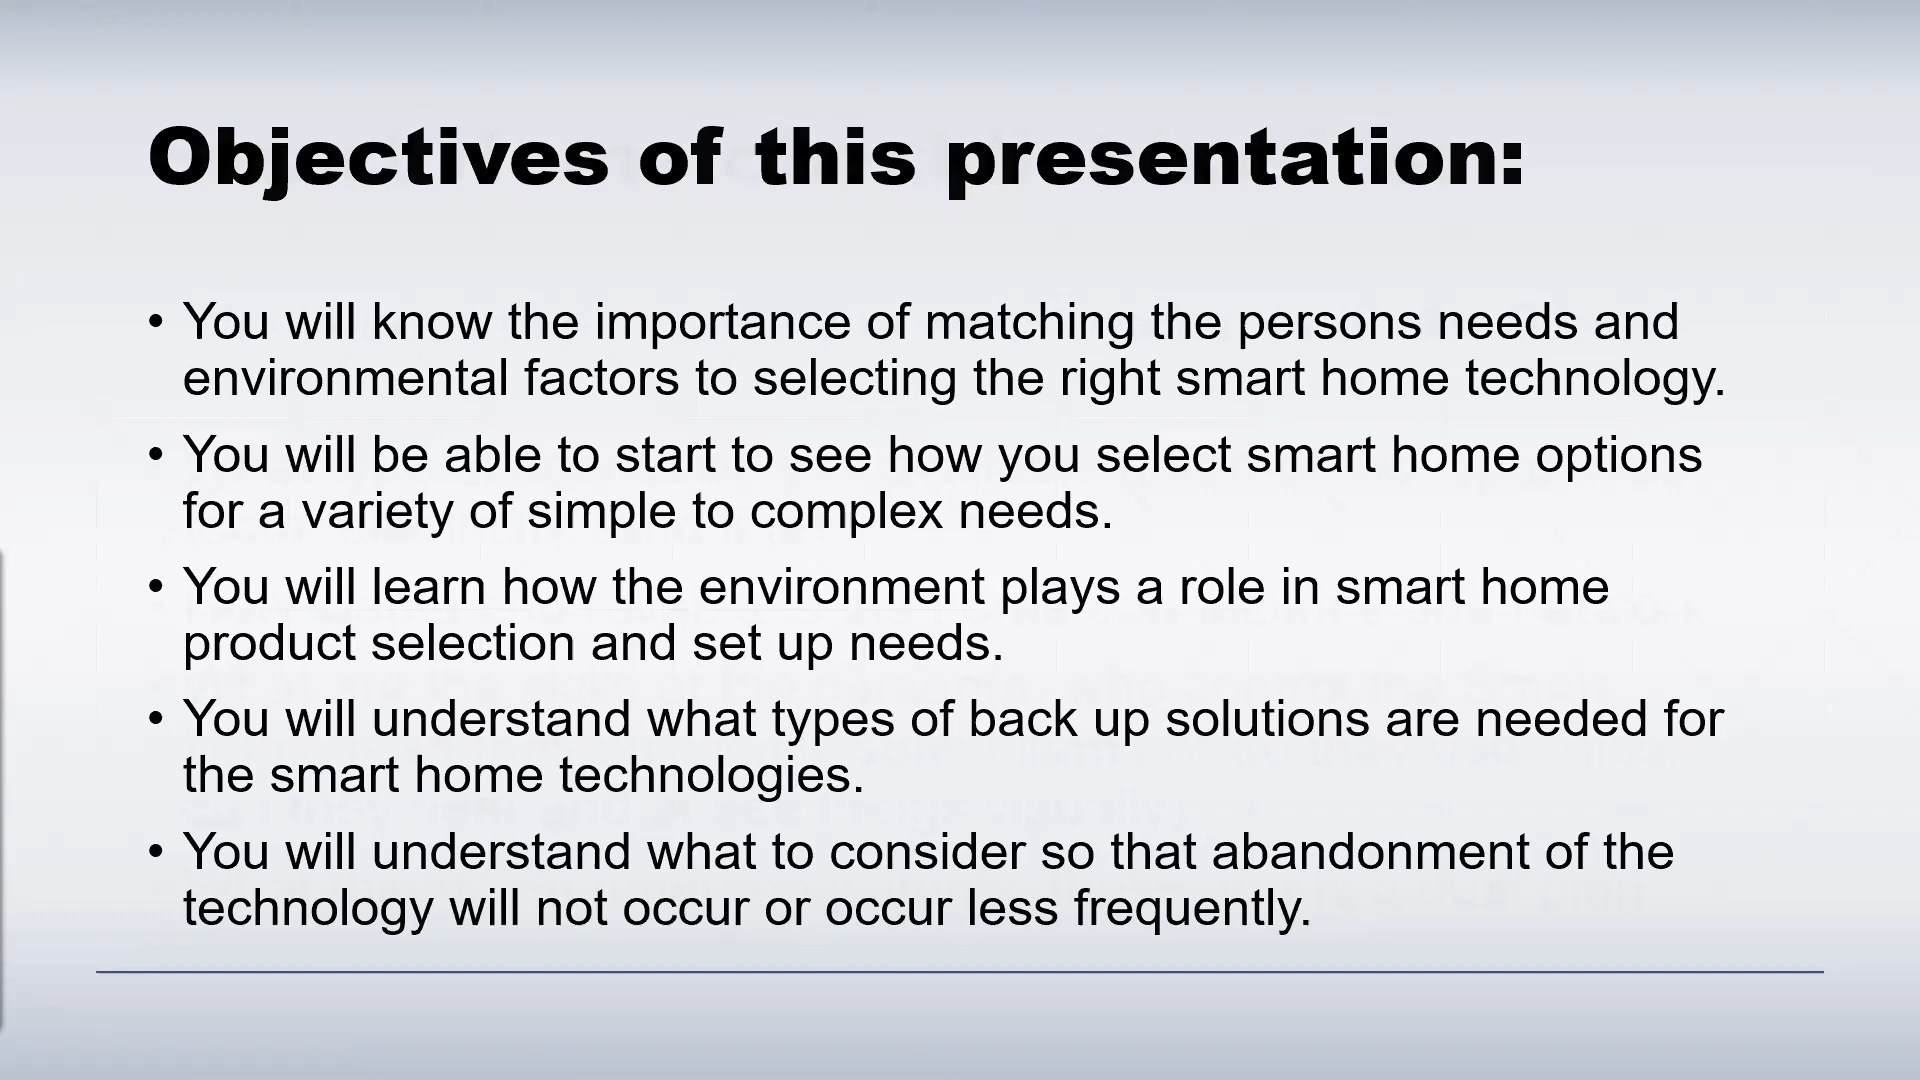 Objectives of this presentation:
• You will know the importance of matching the persons needs and
environmental factors to selecting the right smart home technology.
• You will be able to start to see how you select smart home options
for a variety of simple to complex needs.
• You will learn how the environment plays a role in smart home
product selection and set up needs.
• You will understand what types of back up solutions are needed for
the smart home technologies.
• You will understand what to consider so that abandonment of the
technology will not occur or occur less frequently.